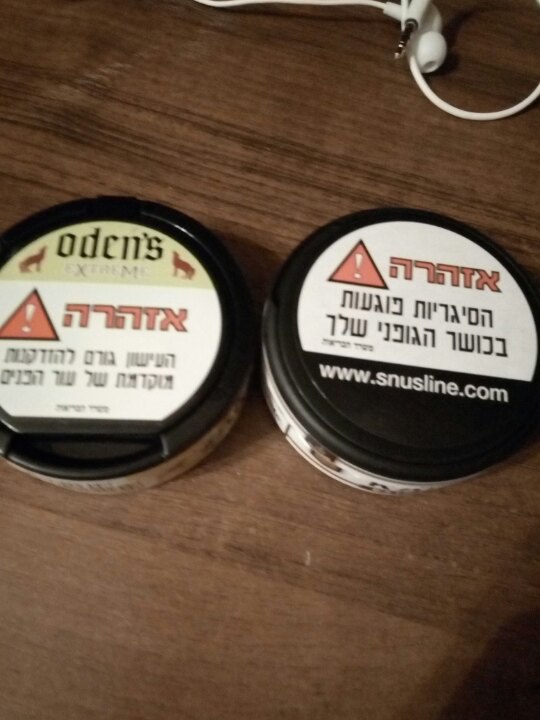 oden's
EXTREME
אזהרה
העישון גורם להזדקנות
מוקדמת של עור הפנים
משרד הבריאות
אזהרה
הסיגריות פוגעות
בכושר הגופני שלך
משרד הבריאות
www.snusline.com